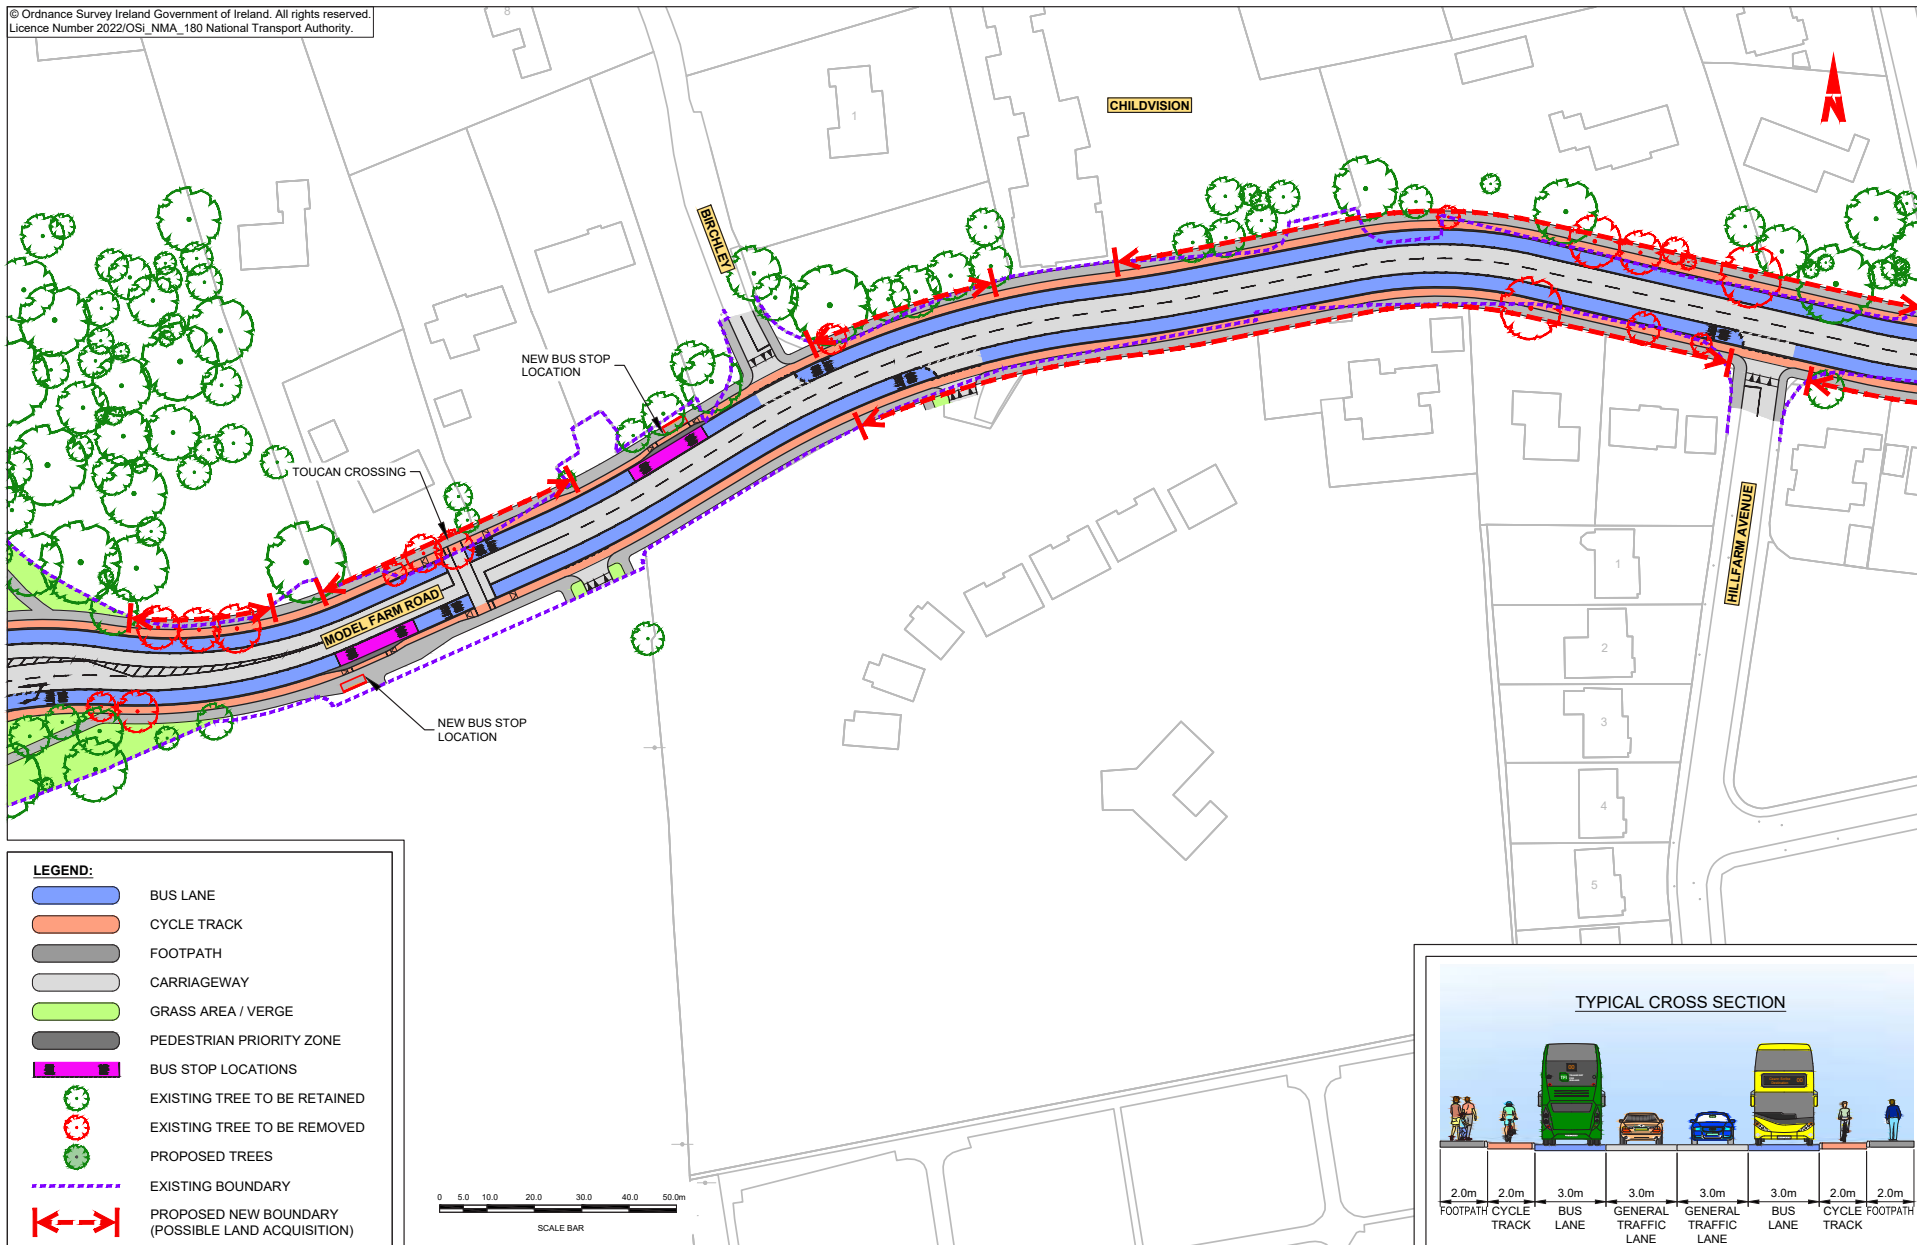 © Ordnance Survey Ireland Government of Ireland. All rights reserved.
Licence Number 2022/OSi_NMA_180 National Transport Authority.
8
1
CHILDVISION
N
BIRCHLEY
NEW BUS STOP
LOCATION
TOUCAN CROSSING
MODEL FARM ROAD
NEW BUS STOP
LOCATION
HILLFARM AVENUE
1
2
3
4
5
LEGEND:
BUS LANE
CYCLE TRACK
FOOTPATH
CARRIAGEWAY
GRASS AREA / VERGE
PEDESTRIAN PRIORITY ZONE
BUS STOP LOCATIONS
EXISTING TREE TO BE RETAINED
EXISTING TREE TO BE REMOVED
PROPOSED TREES
EXISTING BOUNDARY
PROPOSED NEW BOUNDARY
(POSSIBLE LAND ACQUISITION)
0 5.0 10.0 20.0 30.0 40.0 50.0m
SCALE BAR
TYPICAL CROSS SECTION
2.0m 2.0m 3.0m 3.0m 3.0m 3.0m 2.0m 2.0m
FOOTPATH CYCLE BUS GENERAL GENERAL BUS CYCLE FOOTPATH
TRACK LANE TRAFFIC TRAFFIC LANE TRACK
LANE LANE